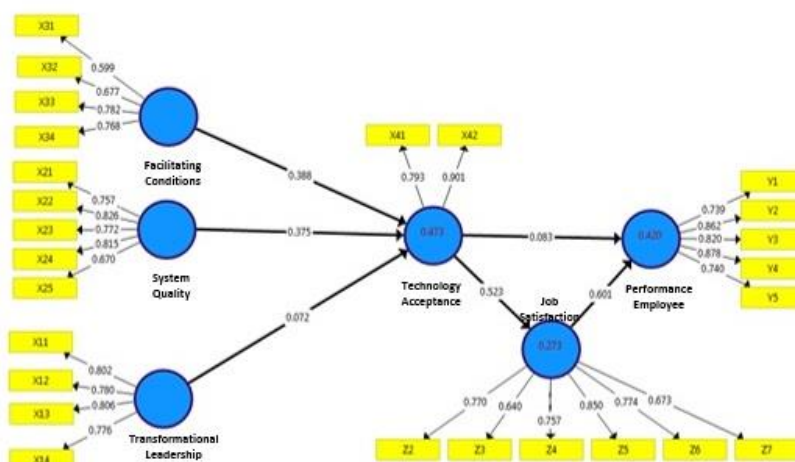 X31
0.599
X32
0.677
X33
0.782
X34
0.768
Facilitating
Conditions
0.388
X41
X42
0.793
0.901
X21
0.757
X22
0.826
X23
0.772
X24
0.815
X25
0.670
System
Quality
0.375
0.473
Technology
Acceptance
0.083
0.420
Performance
Employee
Y1
0.739
Y2
0.862
Y3
0.820
Y4
0.878
Y5
0.740
0.523
Job
Satisfaction
0.601
0.273
0.072
X11
0.802
X12
0.780
X13
0.806
X14
0.776
Transformational
Leadership
0.770
0.640
0.757
0.850
0.774
0.673
Z2
Z3
Z4
Z5
Z6
Z7